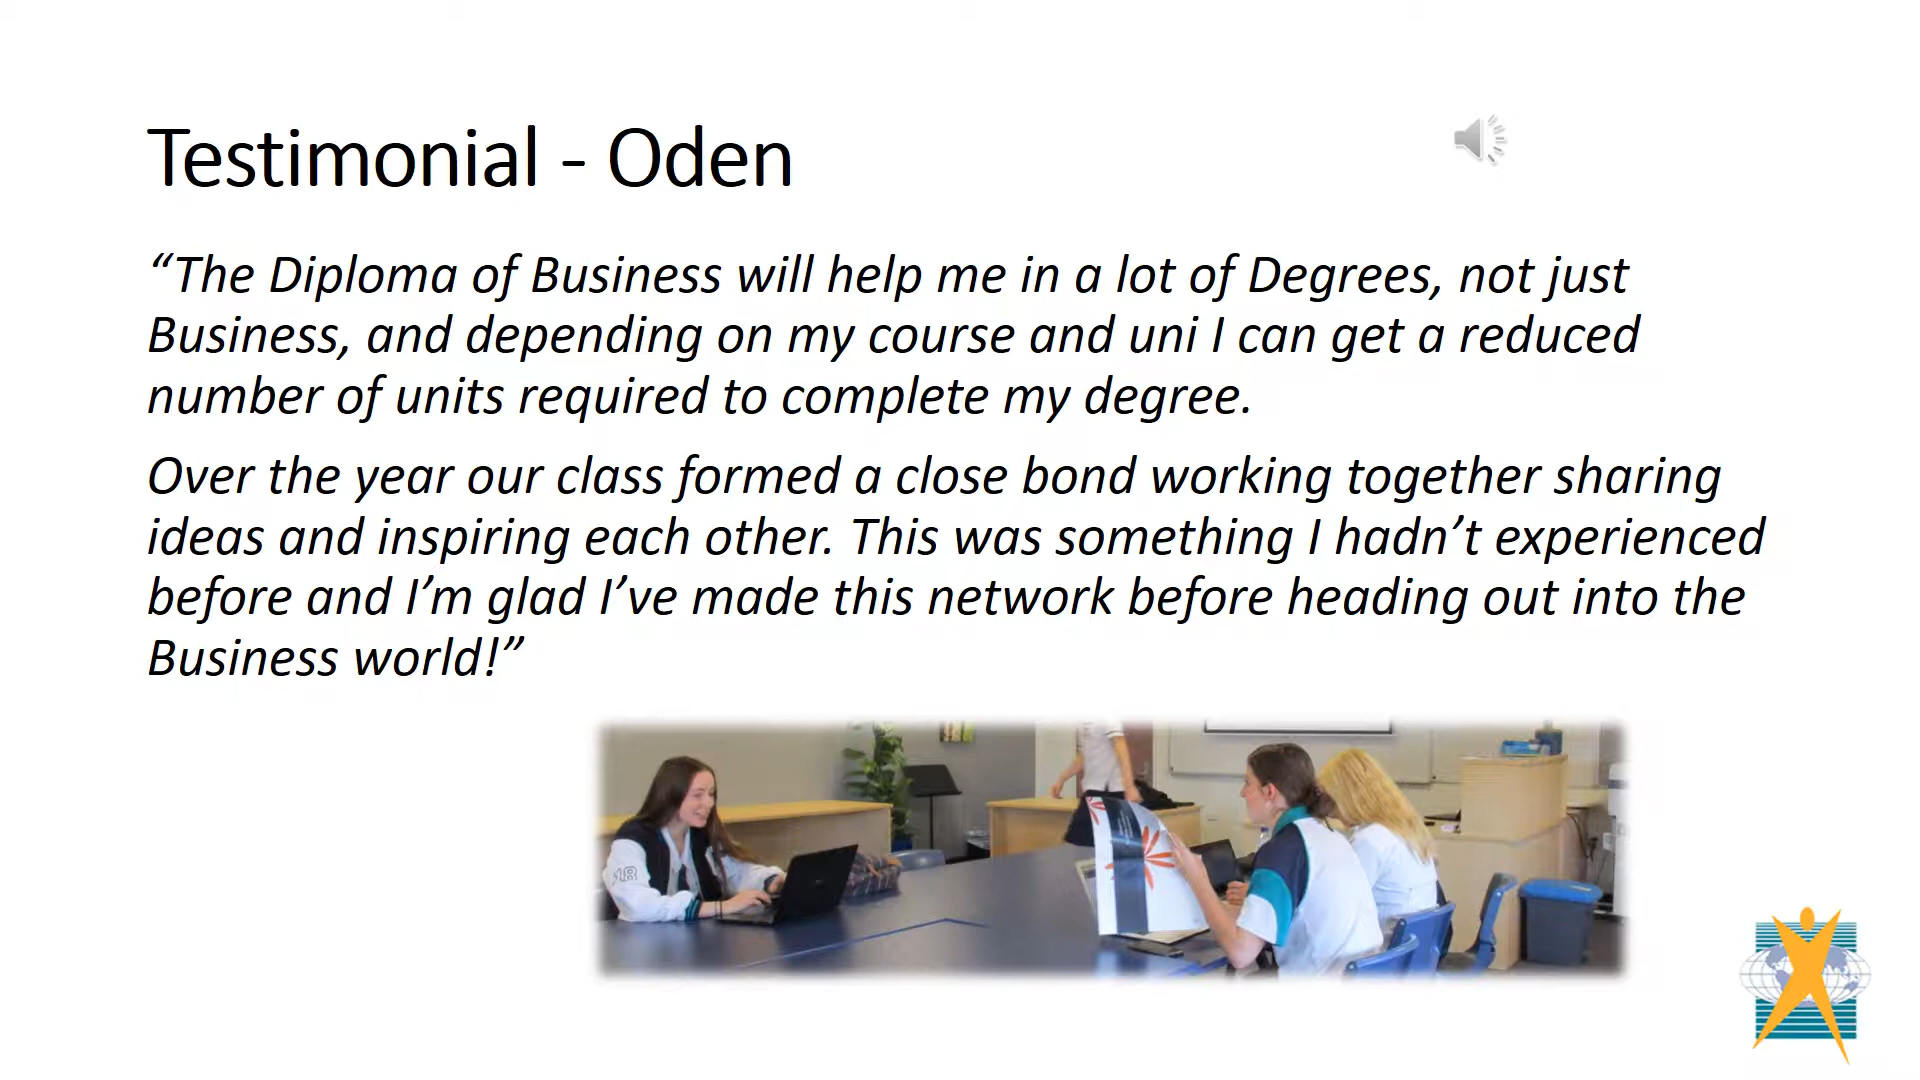 Testimonial - Oden
“The Diploma of Business will help me in a lot of Degrees, not just
Business, and depending on my course and uni I can get a reduced
number of units required to complete my degree.
Over the year our class formed a close bond working together sharing
ideas and inspiring each other. This was something I hadn’t experienced
before and I’m glad I’ve made this network before heading out into the
Business world!”
18